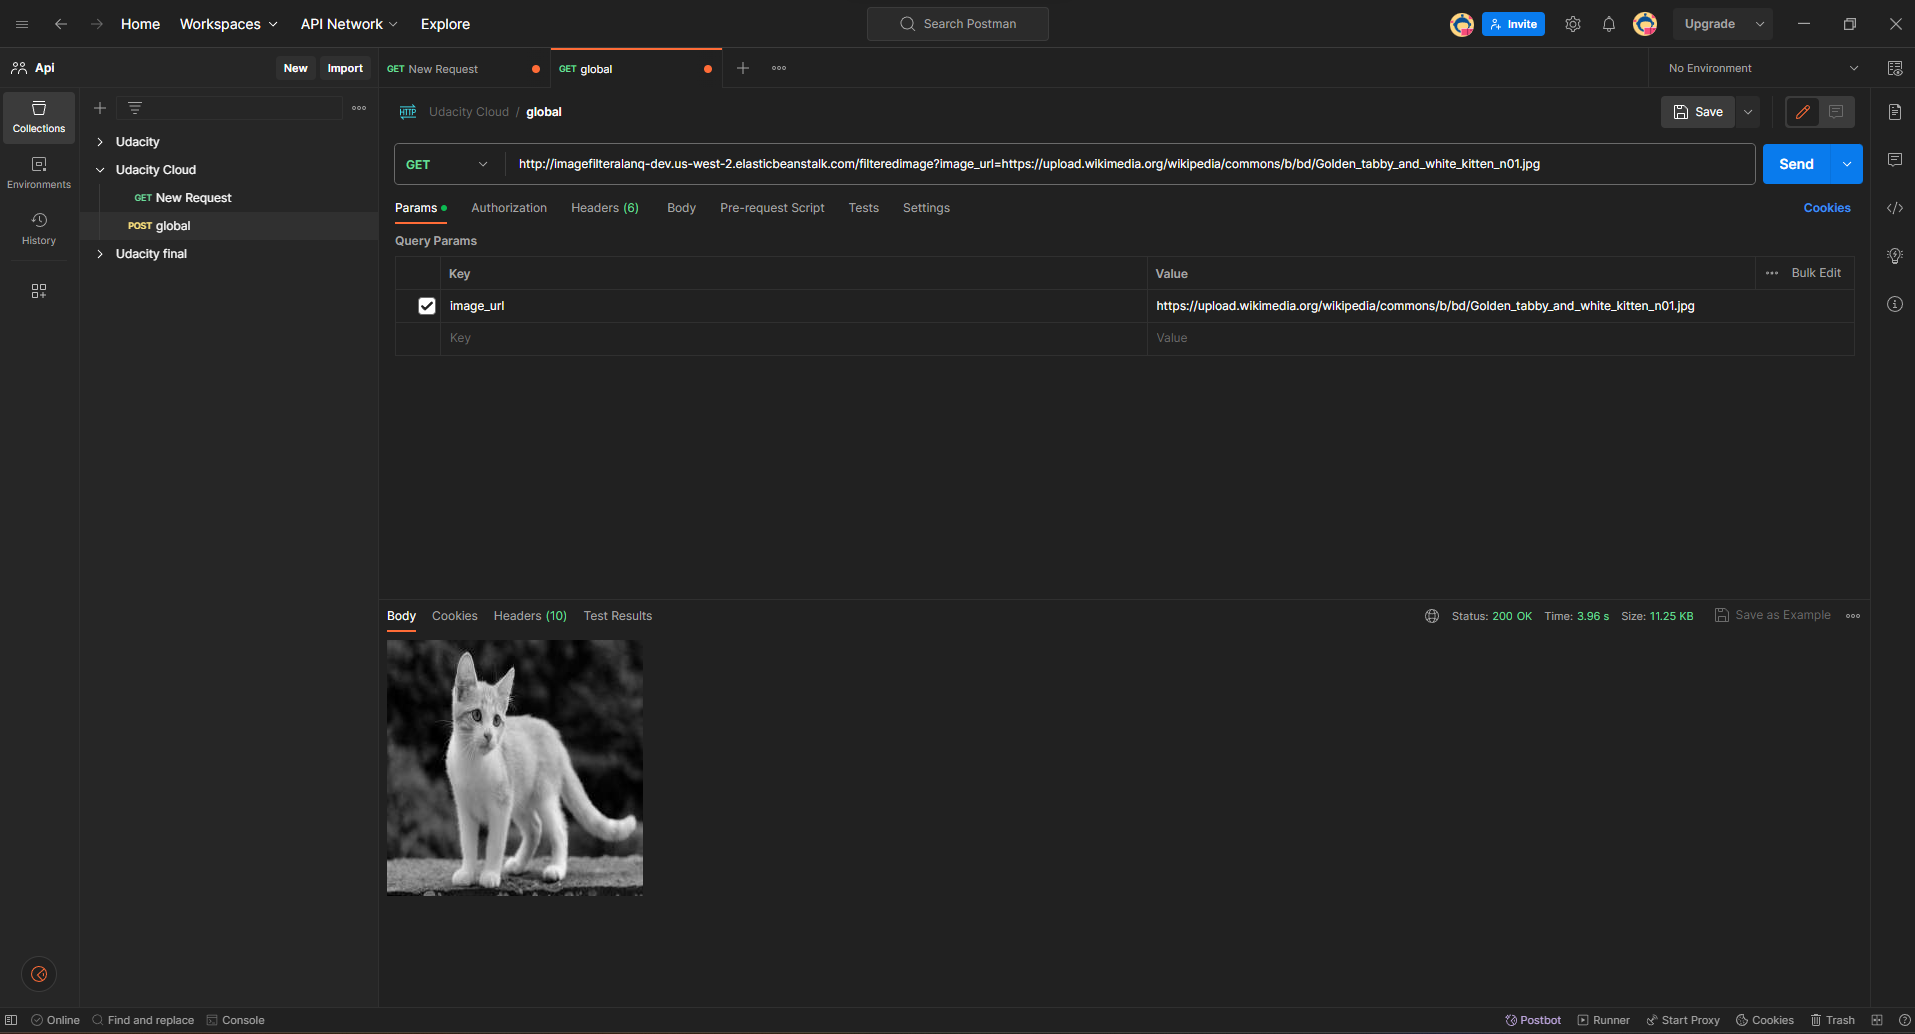 Home Workspaces API Network Explore Search Postman Invite Upgrade
Api New Import GET New Request GET global No Environment
Collections
Environments
History
Udacity
Udacity Cloud
GET New Request
POST global
Udacity final
HTTP Udacity Cloud / global Save
GET http://imagefilteralanq-dev.us-west-2.elasticbeanstalk.com/filteredimage?image_url=https://upload.wikimedia.org/wikipedia/commons/b/bd/Golden_tabby_and_white_kitten_n01.jpg Send
Params Authorization Headers (6) Body Pre-request Script Tests Settings Cookies
Query Params
Key Value Bulk Edit
image_url https://upload.wikimedia.org/wikipedia/commons/b/bd/Golden_tabby_and_white_kitten_n01.jpg
Key Value
Body Cookies Headers (10) Test Results Status: 200 OK Time: 3.96 s Size: 11.25 KB Save as Example
Online Find and replace Console Postbot Runner Start Proxy Cookies Trash